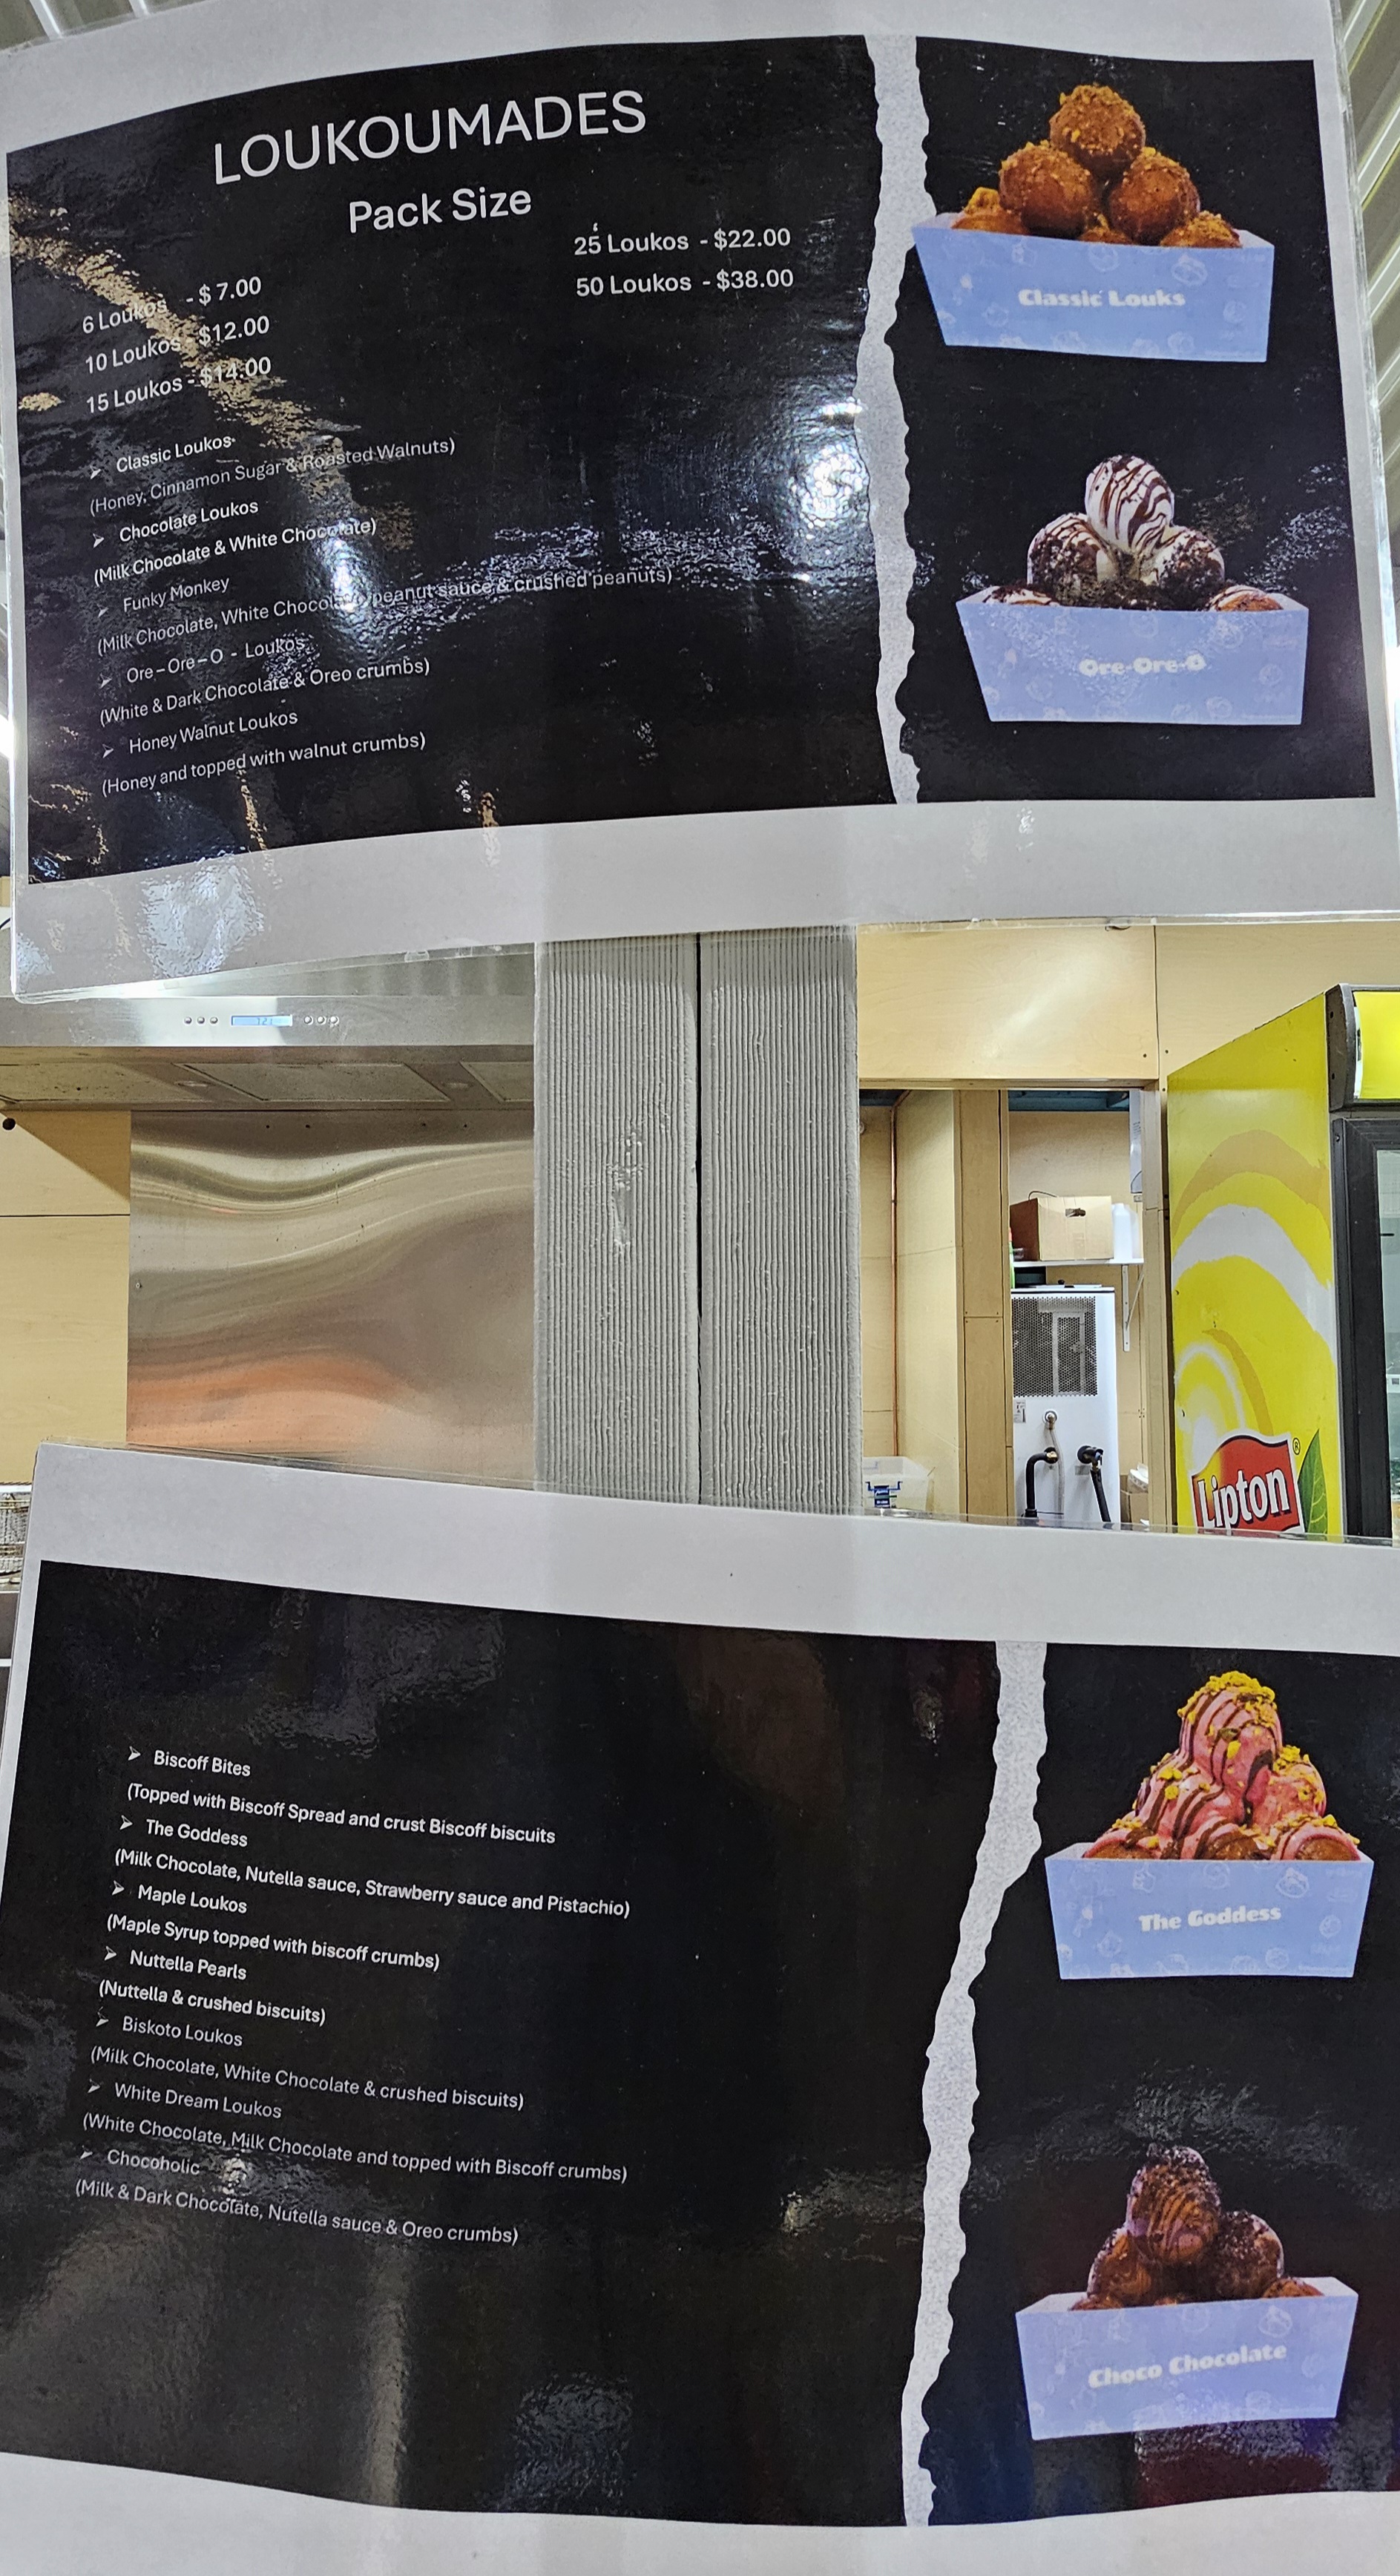 LOUKOUMADES
Pack Size
6 Loukos - $ 7.00
10 Loukos - $12.00
15 Loukos - $14.00
25 Loukos - $22.00
50 Loukos - $38.00
➤ Classic Loukos
(Honey, Cinnamon Sugar & Roasted Walnuts)
➤ Chocolate Loukos
(Milk Chocolate & White Chocolate)
➤ Funky Monkey
(Milk Chocolate, White Chocolate, peanut sauce & crushed peanuts)
➤ Ore-Ore-O - Loukos
(White & Dark Chocolate & Oreo crumbs)
➤ Honey Walnut Loukos
(Honey and topped with walnut crumbs)
Classic Louks
Ore-Ore-O
Lipton
®
➤ Biscoff Bites
(Topped with Biscoff Spread and crust Biscoff biscuits
➤ The Goddess
(Milk Chocolate, Nutella sauce, Strawberry sauce and Pistachio)
➤ Maple Loukos
(Maple Syrup topped with biscoff crumbs)
➤ Nuttella Pearls
(Nuttella & crushed biscuits)
➤ Biskoto Loukos
(Milk Chocolate, White Chocolate & crushed biscuits)
➤ White Dream Loukos
(White Chocolate, Milk Chocolate and topped with Biscoff crumbs)
➤ Chocoholic
(Milk & Dark Chocolate, Nutella sauce & Oreo crumbs)
The Goddess
Choco Chocolate